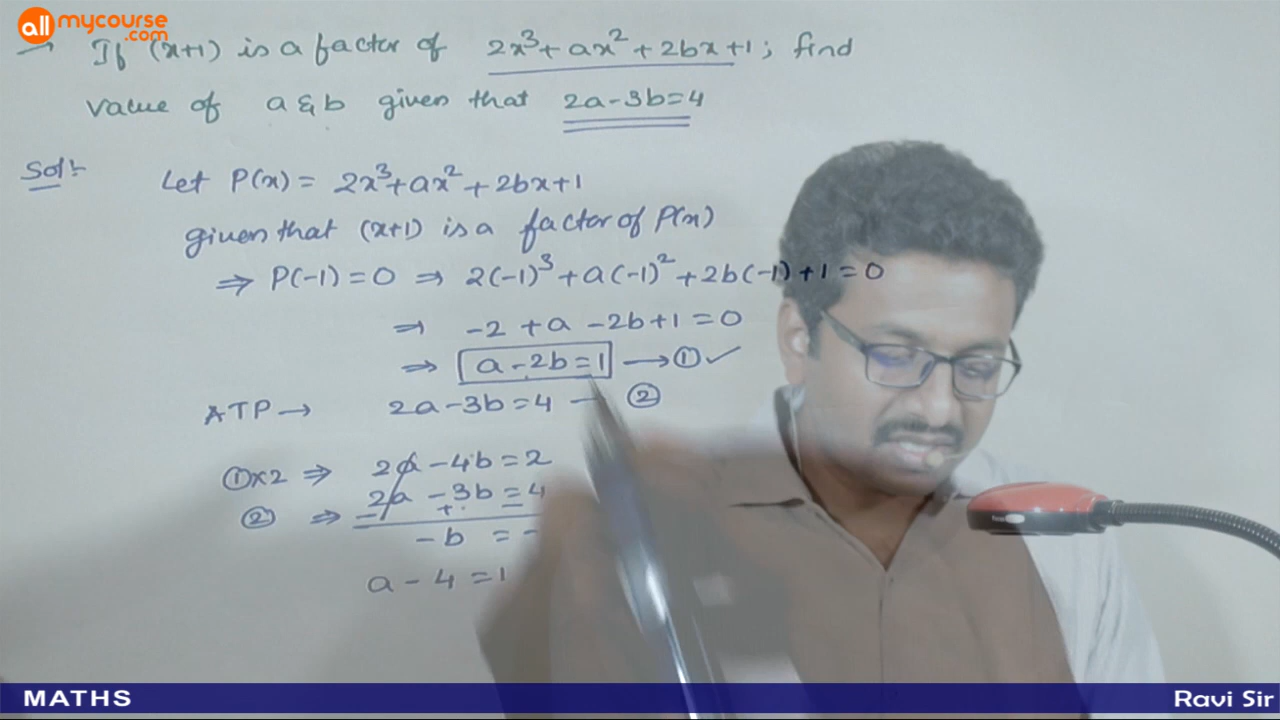 all mycourse .com
→ If (x+1) is a factor of 2x³ + ax² + 2bx + 1 ; find
value of a & b given that 2a - 3b = 4
Sol:-
Let P(x) = 2x³ + ax² + 2bx + 1
given that (x+1) is a factor of P(x)
⇒ P(-1) = 0 ⇒ 2(-1)³ + a(-1)² + 2b(-1) + 1 = 0
⇒ -2 + a - 2b + 1 = 0
⇒ a - 2b = 1 → ① ✓
ATP → 2a - 3b = 4 - ②
①x2 ⇒ 2a - 4b = 2
② ⇒ 2a - 3b = 4
- + -
-b = -
a - 4 = 1
MATHS
Ravi Sir